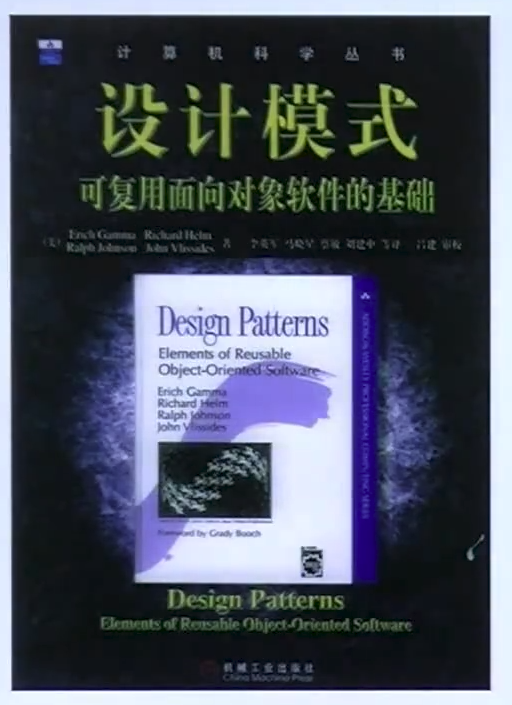 计算机科学丛书
设计模式
可复用面向对象软件的基础
(美) Erich Gamma Richard Helm
Ralph Johnson John Vlissides 著 李英军 马晓星 蔡敏 刘建中 等译 吕建 审校
Design Patterns
Elements of Reusable
Object-Oriented Software
Erich Gamma
Richard Helm
Ralph Johnson
John Vlissides
Foreword by Grady Booch
ADDISON-WESLEY PROFESSIONAL COMPUTING SERIES
Design Patterns
Elements of Reusable Object-Oriented Software
机械工业出版社
China Machine Press